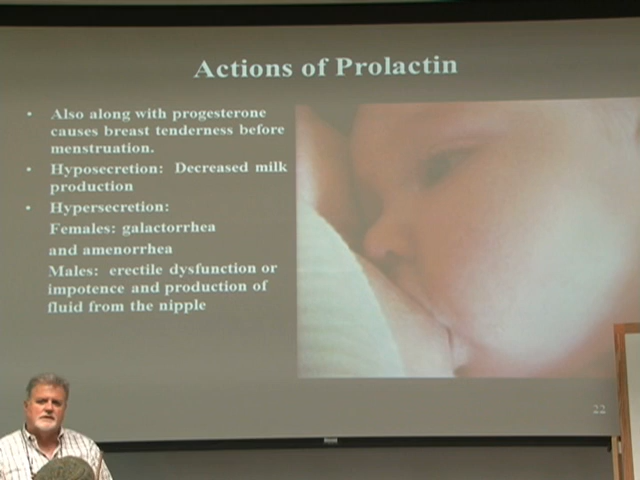 Actions of Prolactin
• Also along with progesterone
causes breast tenderness before
menstruation.
• Hyposecretion: Decreased milk
production
• Hypersecretion:
Females: galactorrhea
and amenorrhea
Males: erectile dysfunction or
impotence and production of
fluid from the nipple
22